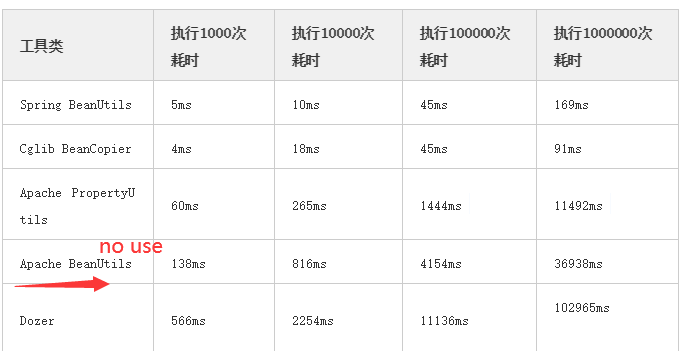 工具类 执行1000次耗时 执行10000次耗时 执行100000次耗时 执行1000000次耗时
Spring BeanUtils 5ms 10ms 45ms 169ms
Cglib BeanCopier 4ms 18ms 45ms 91ms
Apache PropertyUtils 60ms 265ms 1444ms 11492ms
no use
Apache BeanUtils 138ms 816ms 4154ms 36938ms
Dozer 566ms 2254ms 11136ms 102965ms